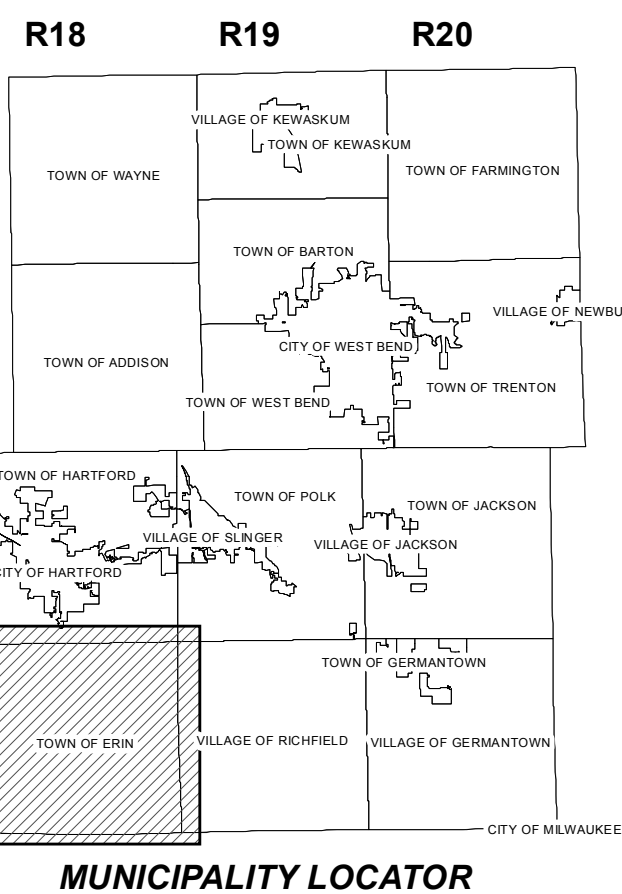 R18 R19 R20
VILLAGE OF KEWASKUM
TOWN OF KEWASKUM
TOWN OF FARMINGTON
TOWN OF WAYNE
TOWN OF BARTON
VILLAGE OF NEWBU
CITY OF WEST BEND
TOWN OF ADDISON
TOWN OF TRENTON
TOWN OF WEST BEND
TOWN OF HARTFORD
TOWN OF POLK
TOWN OF JACKSON
VILLAGE OF SLINGER
VILLAGE OF JACKSON
CITY OF HARTFORD
TOWN OF GERMANTOWN
TOWN OF ERIN
VILLAGE OF RICHFIELD
VILLAGE OF GERMANTOWN
CITY OF MILWAUKEE
MUNICIPALITY LOCATOR